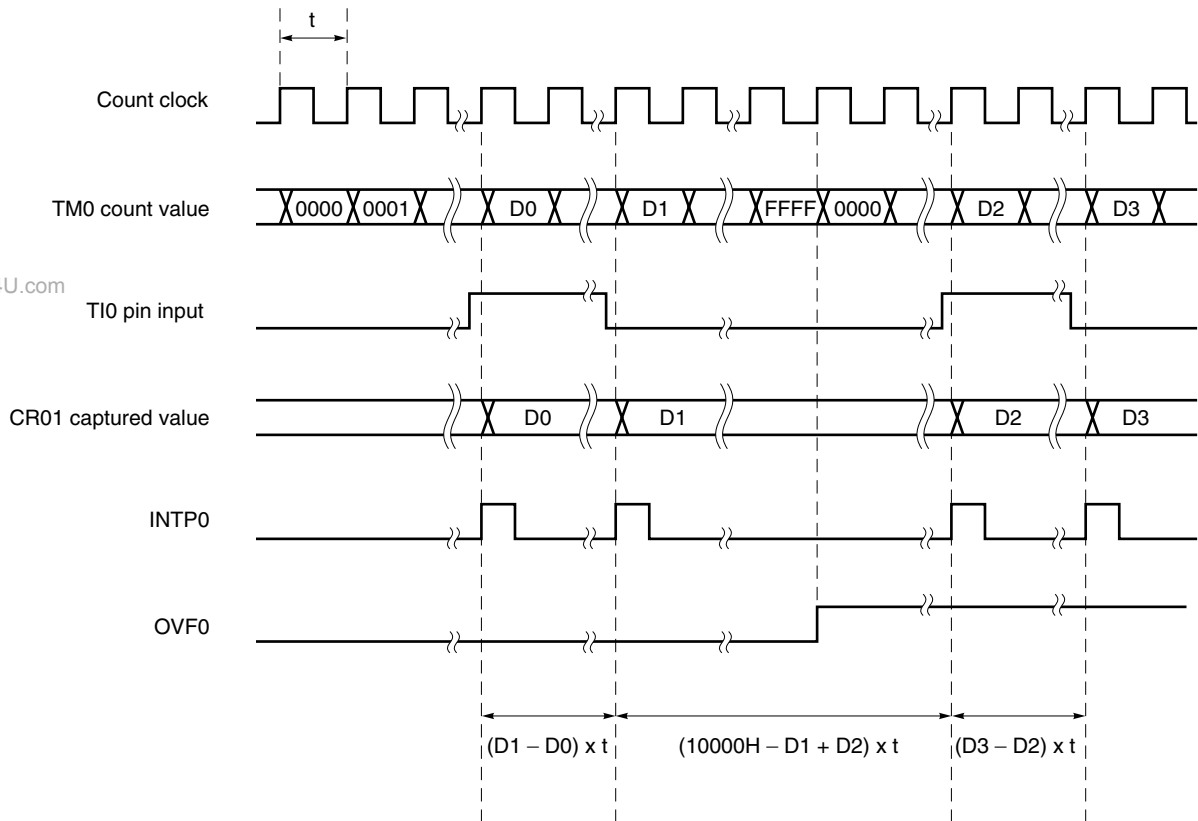 t
Count clock
TM0 count value
0000 0001 D0 D1 FFFF 0000 D2 D3
-U.com
TI0 pin input
CR01 captured value
D0 D1 D2 D3
INTP0
OVF0
(D1 – D0) x t (10000H – D1 + D2) x t (D3 – D2) x t